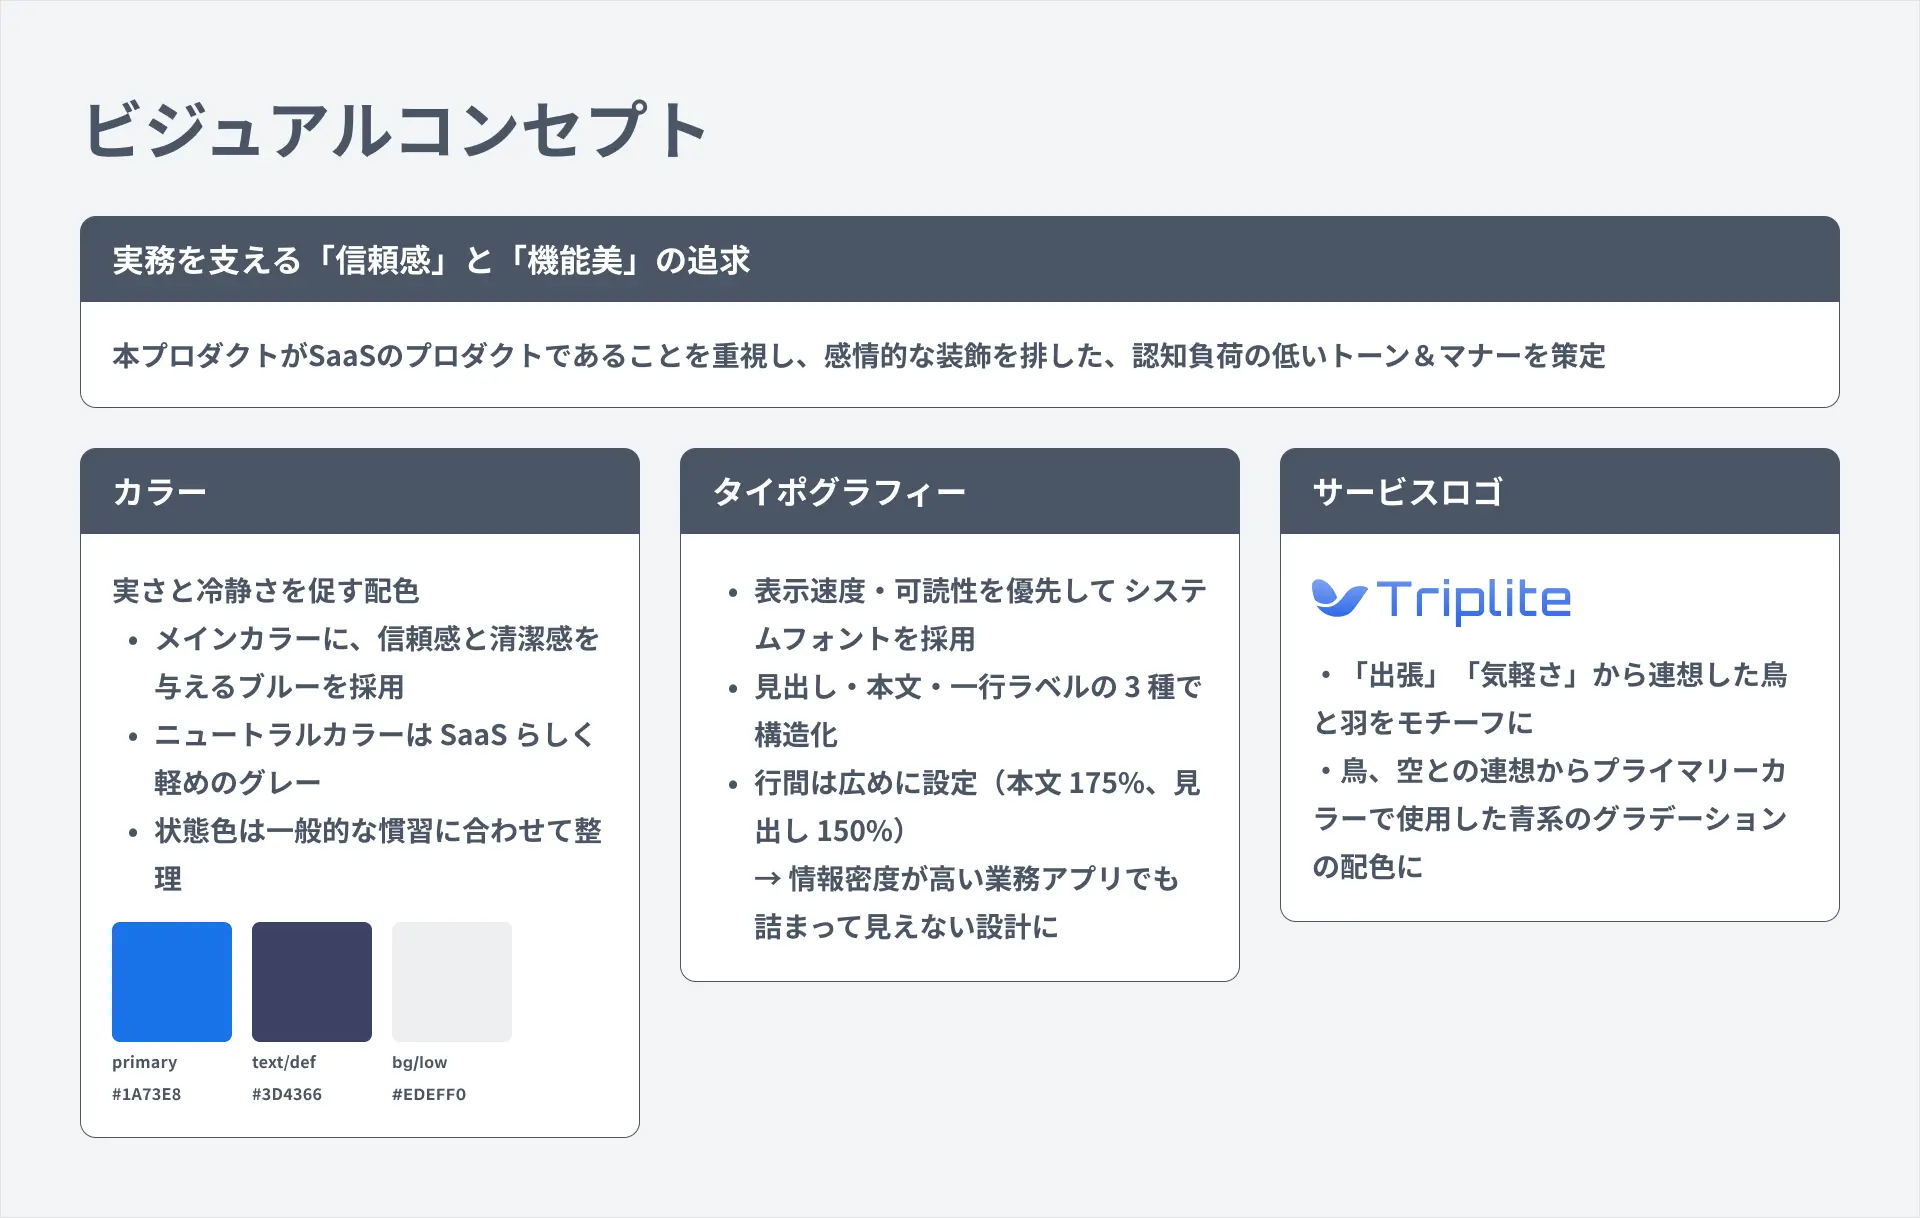 ビジュアルコンセプト
実務を支える「信頼感」と「機能美」の追求
本プロダクトがSaaSのプロダクトであることを重視し、感情的な装飾を排した、認知負荷の低いトーン＆マナーを策定
カラー
実さと冷静さを促す配色
• メインカラーに、信頼感と清潔感を
与えるブルーを採用
• ニュートラルカラーは SaaS らしく
軽めのグレー
• 状態色は一般的な慣習に合わせて整
理
primary
#1A73E8
text/def
#3D4366
bg/low
#EDEFF0
タイポグラフィー
• 表示速度・可読性を優先して システ
ムフォントを採用
• 見出し・本文・一行ラベルの 3 種で
構造化
• 行間は広めに設定（本文 175%、見
出し 150%）
→ 情報密度が高い業務アプリでも
詰まって見えない設計に
サービスロゴ
Triplite
・「出張」「気軽さ」から連想した鳥
と羽をモチーフに
・鳥、空との連想からプライマリーカ
ラーで使用した青系のグラデーション
の配色に